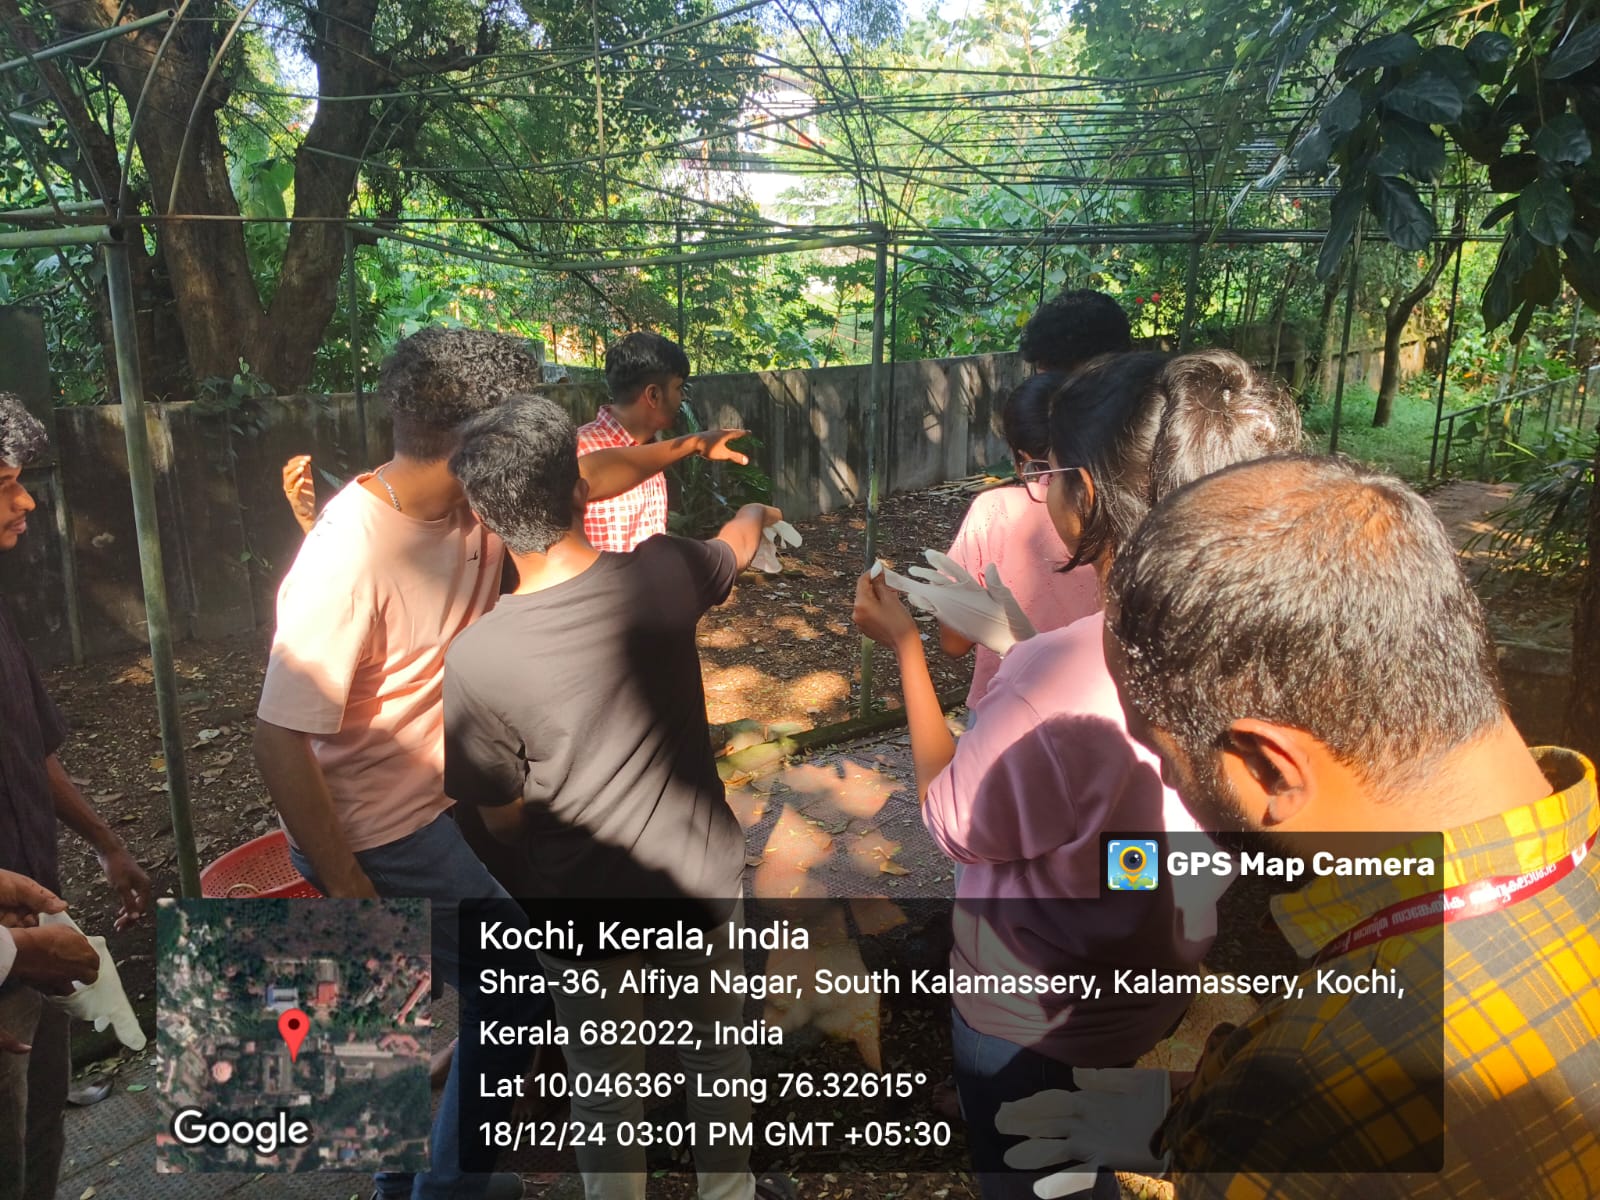 GPS Map Camera
Google
Kochi, Kerala, India
Shra-36, Alfiya Nagar, South Kalamassery, Kalamassery, Kochi,
Kerala 682022, India
Lat 10.04636° Long 76.32615°
18/12/24 03:01 PM GMT +05:30